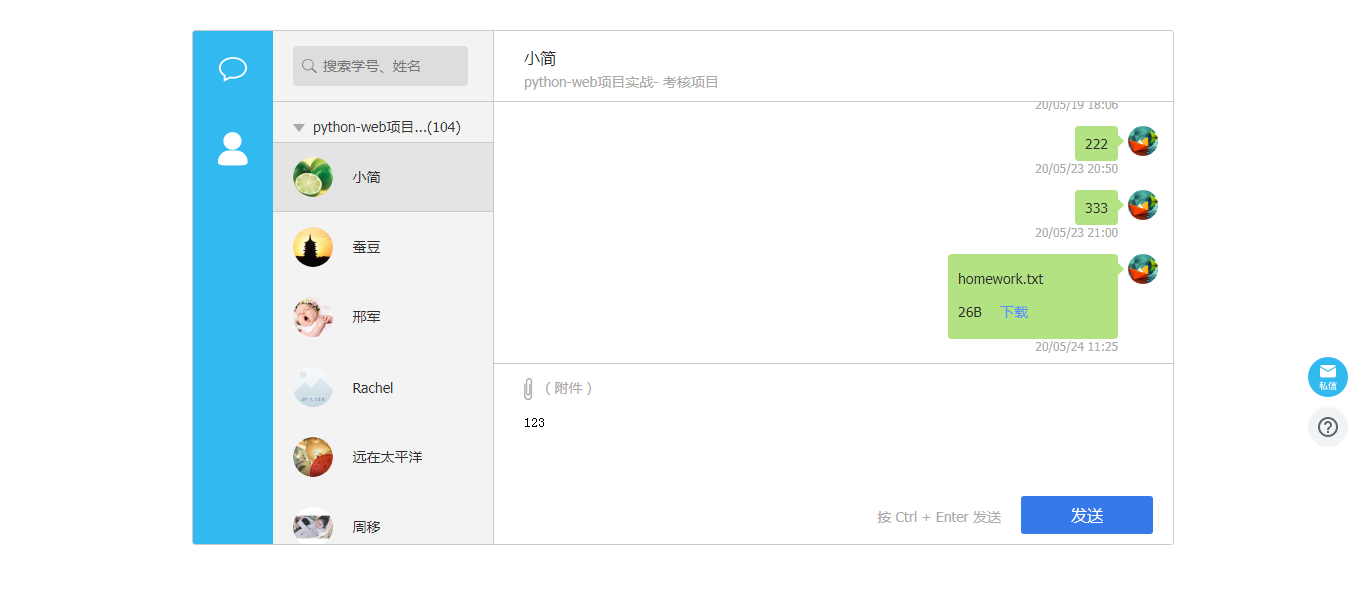 搜索学号、姓名
python-web项目...(104)
小简
蚕豆
邢军
Rachel
远在太平洋
周移
小简
python-web项目实战- 考核项目
20/05/19 18:06
222
20/05/23 20:50
333
20/05/23 21:00
homework.txt
26B 下载
20/05/24 11:25
( 附件 )
123
按 Ctrl + Enter 发送
发送
私信